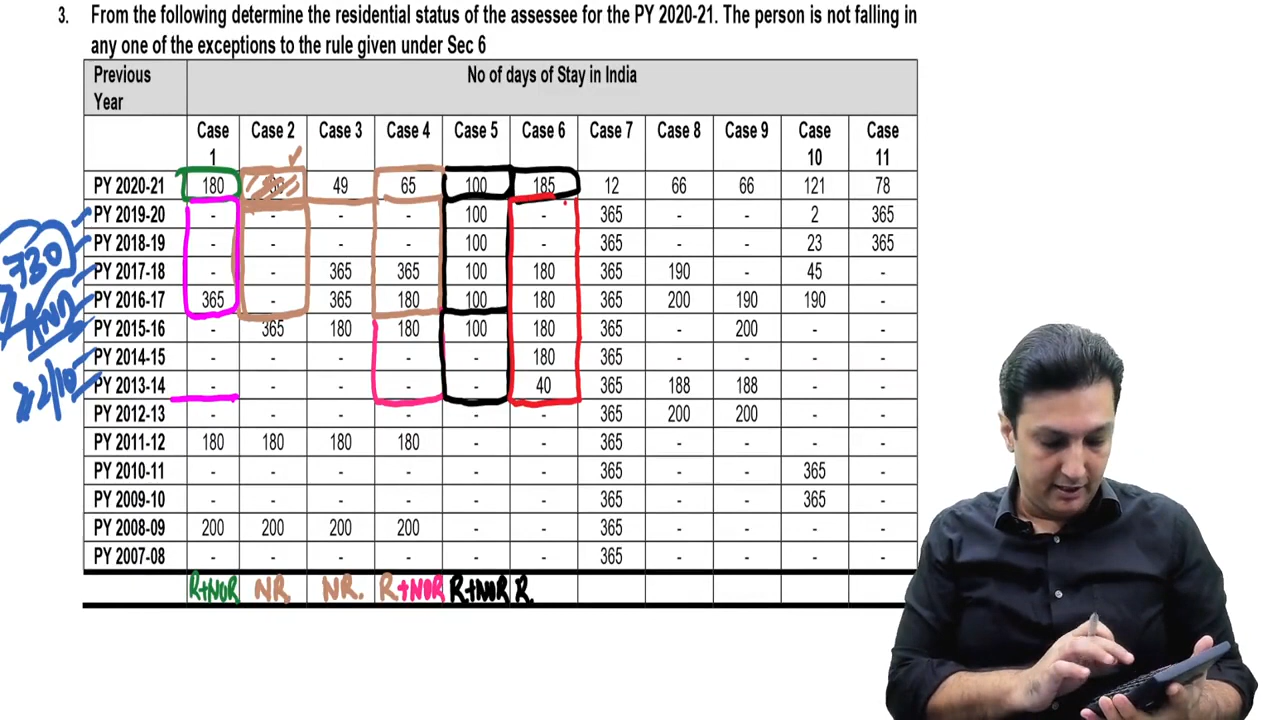 3. From the following determine the residential status of the assessee for the PY 2020-21. The person is not falling in
any one of the exceptions to the rule given under Sec 6
Previous Year No of days of Stay in India
Case 1 Case 2 Case 3 Case 4 Case 5 Case 6 Case 7 Case 8 Case 9 Case 10 Case 11
PY 2020-21 180 49 65 100 185 12 66 66 121 78
PY 2019-20 - - - - 100 - 365 - - 2 365
PY 2018-19 - - - - 100 - 365 - - 23 365
PY 2017-18 - - 365 365 100 180 365 190 - 45 -
PY 2016-17 365 - 365 180 100 180 365 200 190 190 -
PY 2015-16 - 365 180 180 100 180 365 - 200 - -
PY 2014-15 - - - - - 180 365 - - - -
PY 2013-14 - - - - - 40 365 188 188 - -
PY 2012-13 - - - - - - 365 200 200 - -
PY 2011-12 180 180 180 180 - - 365 - - - -
PY 2010-11 - - - - - - 365 - - 365 -
PY 2009-10 - - - - - - 365 - - 365 -
PY 2008-09 200 200 200 200 - - 365 - - - -
PY 2007-08 - - - - - - 365 - - - -
R+NOR NR NR. R+NOR R+NOR R.
730
AND
≥2/10